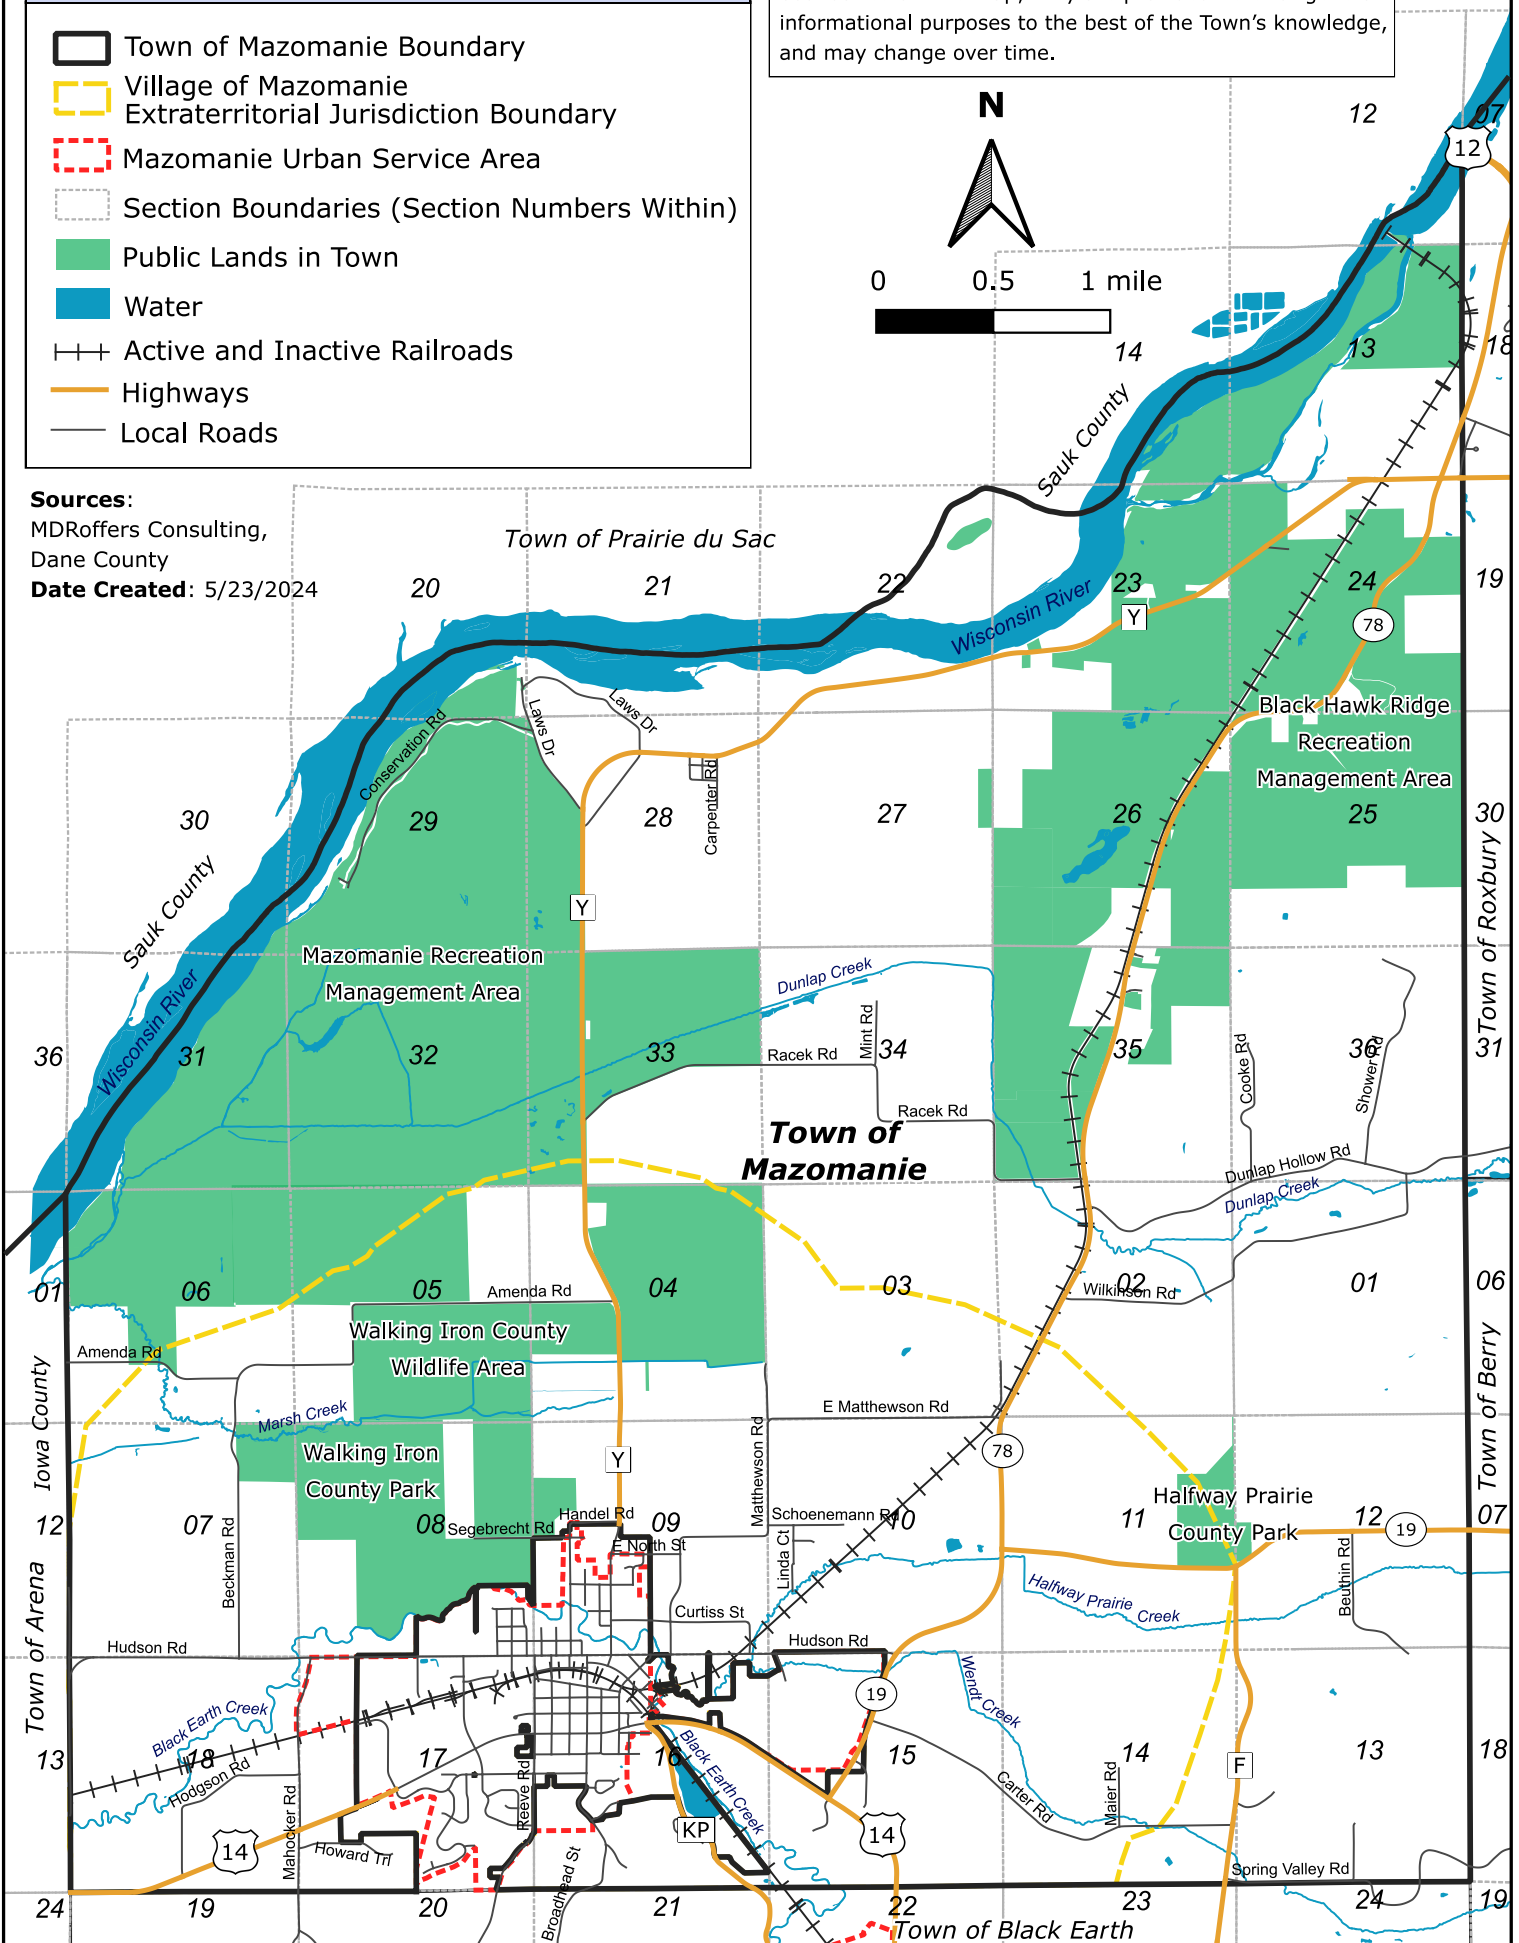 informational purposes to the best of the Town's knowledge,
and may change over time.
Town of Mazomanie Boundary
Village of Mazomanie
Extraterritorial Jurisdiction Boundary
Mazomanie Urban Service Area
Section Boundaries (Section Numbers Within)
Public Lands in Town
Water
Active and Inactive Railroads
Highways
Local Roads
Sources:
MDRoffers Consulting,
Dane County
Date Created: 5/23/2024
N
0 0.5 1 mile
12
07
12
14
13
18
Sauk County
Town of Prairie du Sac
20
21
22
23
24
19
Wisconsin River
Y
78
Laws Dr
Laws Dr
Conservation Rd
Carpenter Rd
Black Hawk Ridge
Recreation
Management Area
30
29
28
27
26
25
30
Sauk County
Y
Town of Roxbury
Mazomanie Recreation
Management Area
Dunlap Creek
Wisconsin River
36
31
32
33
Racek Rd
Mint Rd
34
35
Cooke Rd
36
Shower Rd
31
Racek Rd
Town of
Mazomanie
Dunlap Hollow Rd
Dunlap Creek
01
06
05
Amenda Rd
04
03
02
Wilkinson Rd
01
06
Walking Iron County
Wildlife Area
Amenda Rd
Iowa County
Marsh Creek
E Matthewson Rd
Matthewson Rd
Town of Berry
Walking Iron
County Park
Y
78
Halfway Prairie
County Park
12
07
Beckman Rd
08
Segebrecht Rd
Handel Rd
09
E North St
Schoenemann Rd
10
Linda Ct
11
12
19
07
Beuthin Rd
Halfway Prairie
Creek
Town of Arena
Hudson Rd
Curtiss St
Hudson Rd
Black Earth Creek
19
Wendt Creek
13
18
Hodgson Rd
17
Reeve Rd
16
Black Earth Creek
15
14
13
18
Mahocker Rd
Carter Rd
Maier Rd
F
14
Howard Trl
KP
14
Broadhead St
Spring Valley Rd
24
19
20
21
22
23
24
19
Town of Black Earth